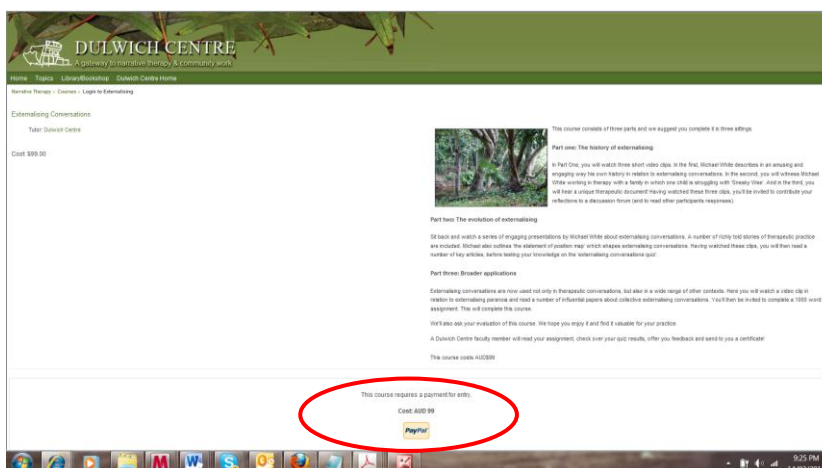 DULWICH CENTRE
A gateway to narrative therapy & community work
Home Topics Library/Bookshop Dulwich Centre Home
Narrative Therapy › Courses › Login to Externalising
Externalising Conversations
Tutor: Dulwich Centre
Cost: $99.00
This course consists of three parts and we suggest you complete it in three sittings.
Part one: The history of externalising
In Part One, you will watch three short video clips. In the first, Michael White describes in an amusing and
engaging way his own history in relation to externalising conversations. In the second, you will witness Michael
White working in therapy with a family in which one child is struggling with 'Sneaky Wee'. And in the third, you
will hear a unique therapeutic document! Having watched these three clips, you'll be invited to contribute your
reflections to a discussion forum (and to read other participants responses).
Part two: The evolution of externalising
Sit back and watch a series of engaging presentations by Michael White about externalising conversations. A number of richly told stories of therapeutic practice
are included. Michael also outlines 'the statement of position map' which shapes externalising conversations. Having watched these clips, you will then read a
number of key articles, before testing your knowledge on the 'externalising conversations quiz'.
Part three: Broader applications
Externalising conversations are now used not only in therapeutic conversations, but also in a wide range of other contexts. Here you will watch a video clip in
relation to externalising paranoia and read a number of influential papers about collective externalising conversations. You'll then be invited to complete a 1000 word
assignment. This will complete this course.
We'll also ask your evaluation of this course. We hope you enjoy it and find it valuable for your practice.
A Dulwich Centre faculty member will read your assignment, check over your quiz results, offer you feedback and send to you a certificate!
This course costs AUD$99
This course requires a payment for entry.
Cost: AUD 99
PayPal
9:25 PM